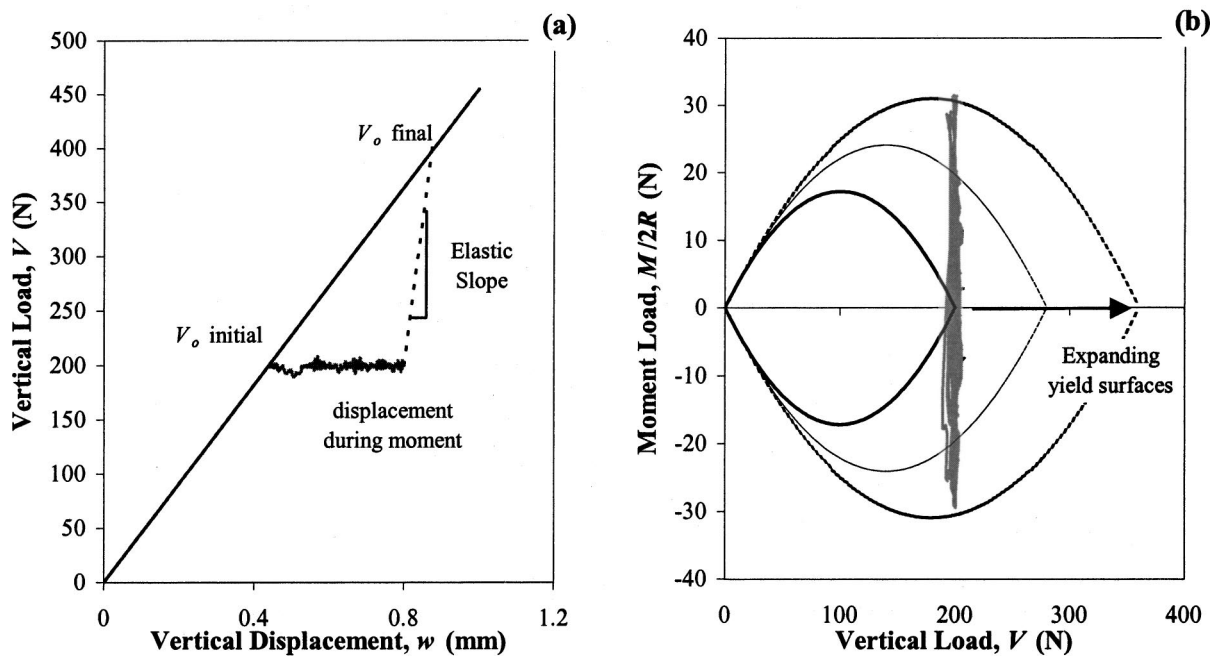 (a)
500
450
400
350
300
250
200
150
100
50
0
Vertical Load, V (N)
V_o final
V_o initial
Elastic
Slope
displacement
during moment
0 0.4 0.8 1.2
Vertical Displacement, w (mm)
(b)
40
30
20
10
0
-10
-20
-30
-40
Moment Load, M/2R (N)
Expanding
yield surfaces
0 100 200 300 400
Vertical Load, V (N)